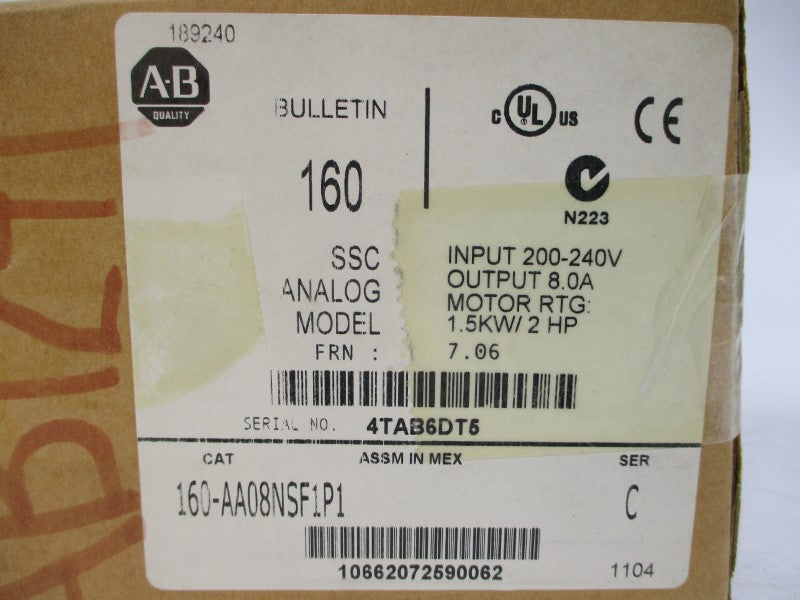 189240
A-B
QUALITY
BULLETIN
160
SSC
ANALOG
MODEL
FRN : 7.06
C UL US
CE
N223
INPUT 200-240V
OUTPUT 8.0A
MOTOR RTG:
1.5KW/ 2 HP
SERIAL NO. 4TAB6DT5
CAT ASSM IN MEX SER
160-AA08NSF1P1 C
10662072590062 1104